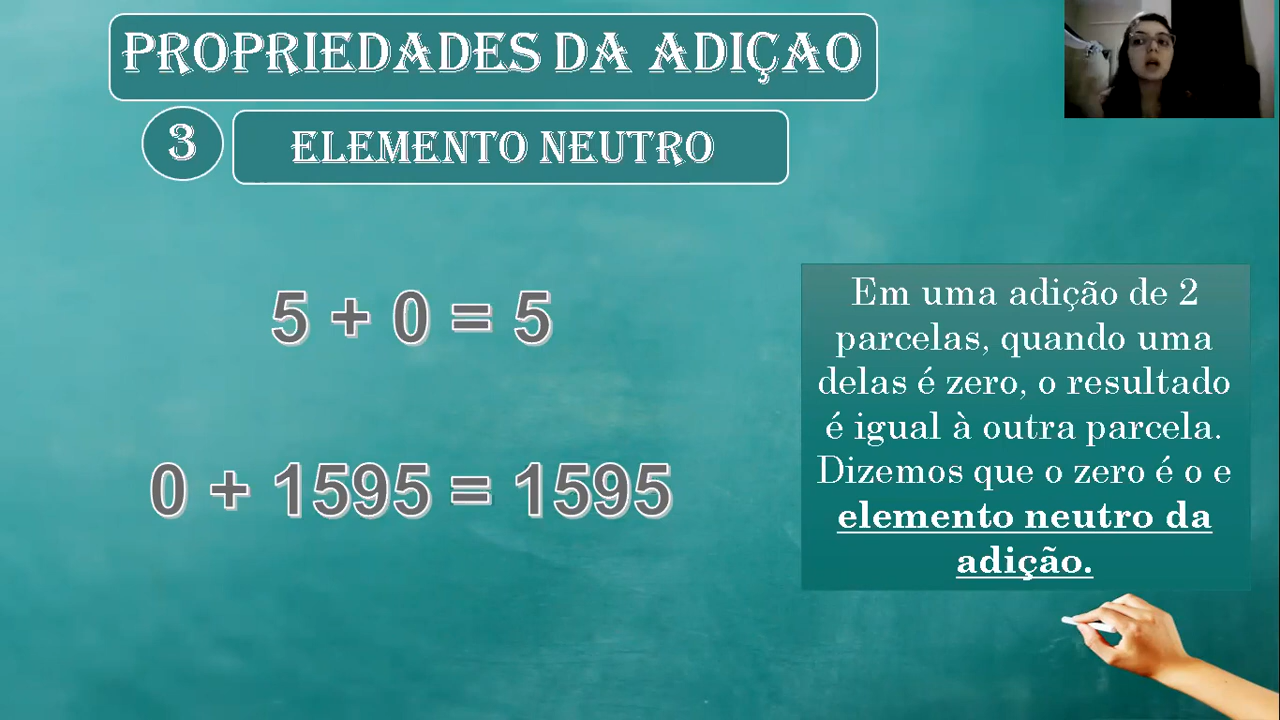 PROPRIEDADES DA ADIÇAO
3
ELEMENTO NEUTRO
5 + 0 = 5
0 + 1595 = 1595
Em uma adição de 2
parcelas, quando uma
delas é zero, o resultado
é igual à outra parcela.
Dizemos que o zero é o e
elemento neutro da
adição.